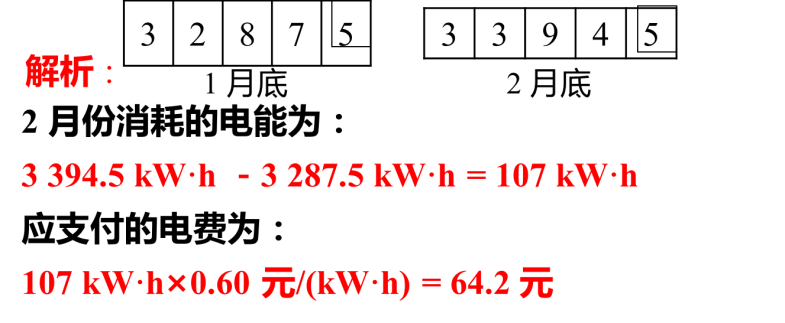 3 2 8 7 5 3 3 9 4 5
解析：
1 月底 2 月底
2 月份消耗的电能为：
3 394.5 kW·h －3 287.5 kW·h = 107 kW·h
应支付的电费为：
107 kW·h×0.60 元/(kW·h) = 64.2 元